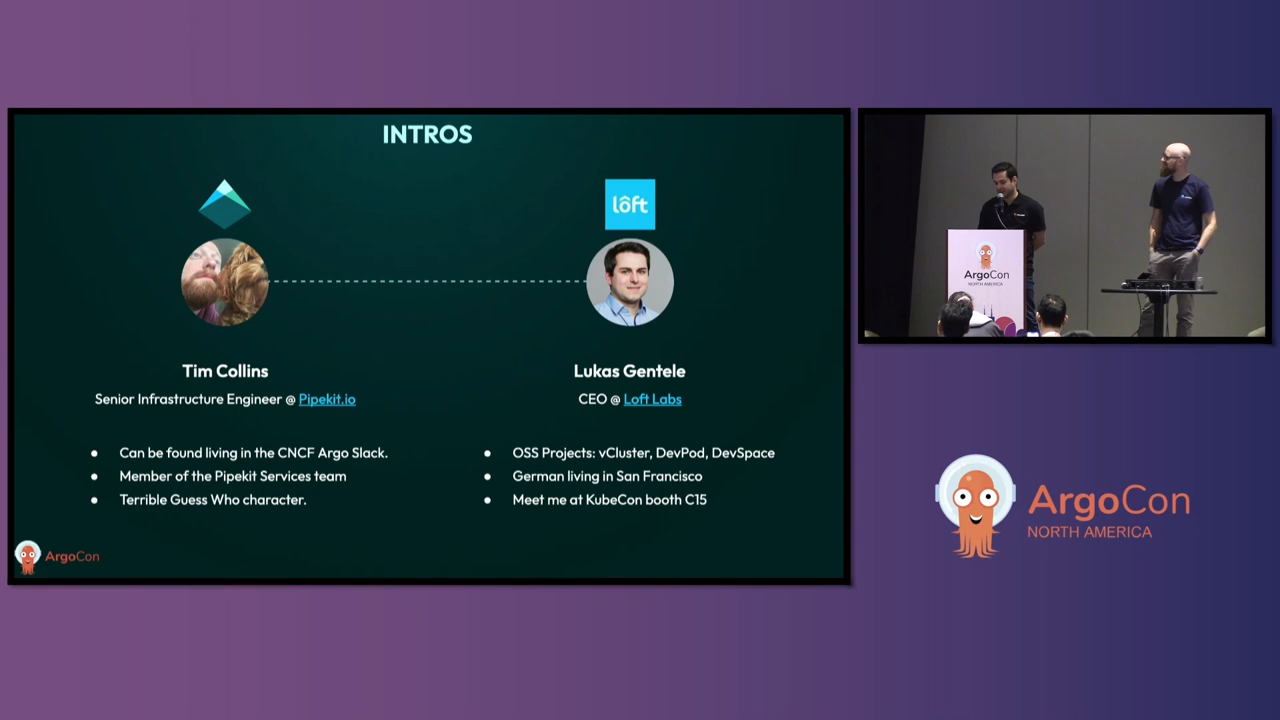 INTROS
lôft
Tim Collins
Senior Infrastructure Engineer @ Pipekit.io
Can be found living in the CNCF Argo Slack.
Member of the Pipekit Services team
Terrible Guess Who character.
Lukas Gentele
CEO @ Loft Labs
OSS Projects: vCluster, DevPod, DevSpace
German living in San Francisco
Meet me at KubeCon booth C15
ArgoCon
ArgoCon
NORTH AMERICA
ArgoCon
NORTH AMERICA